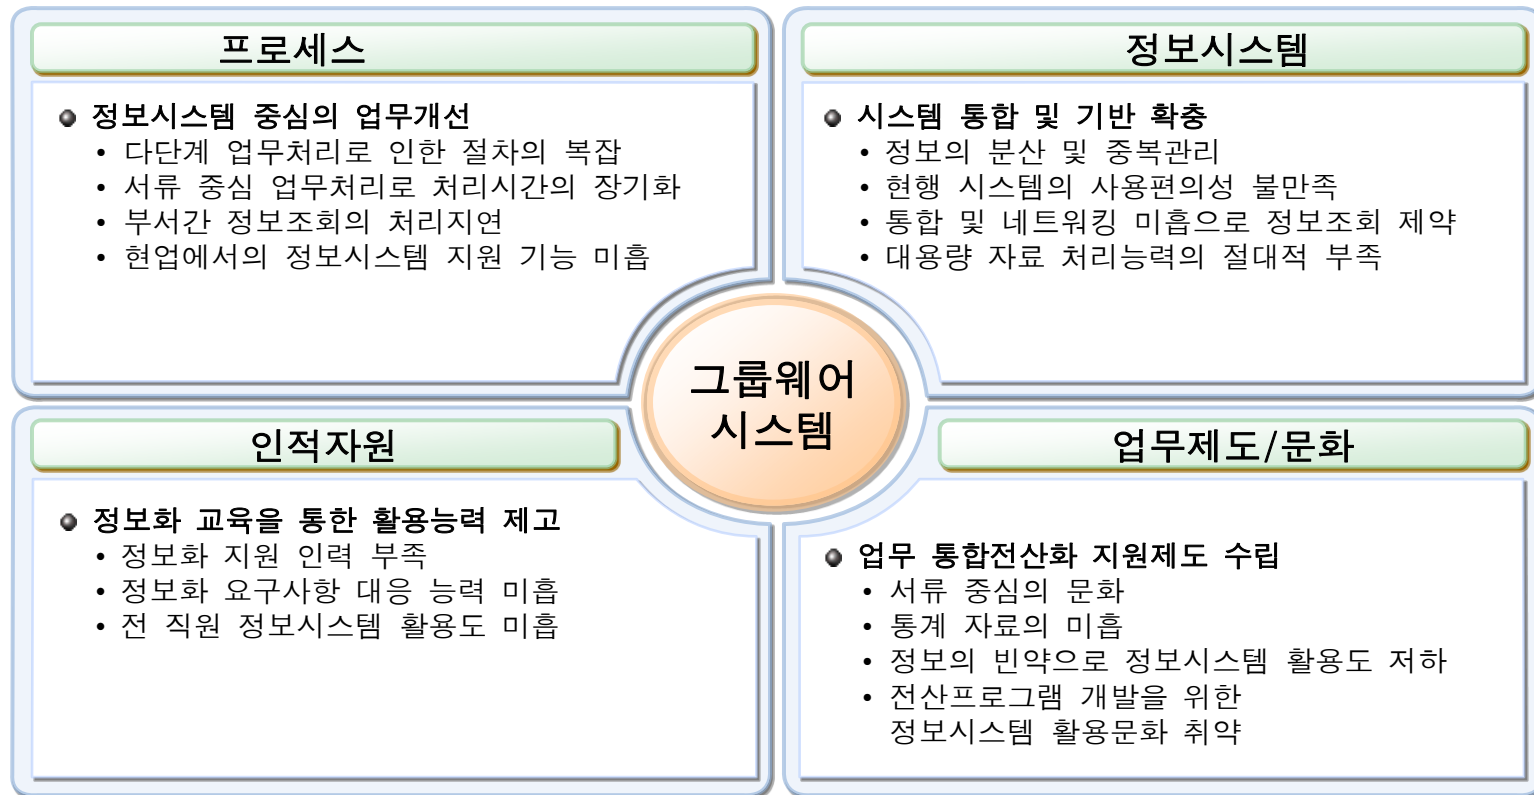 프로세스
• 정보시스템 중심의 업무개선
• 다단계 업무처리로 인한 절차의 복잡
• 서류 중심 업무처리로 처리시간의 장기화
• 부서간 정보조회의 처리지연
• 현업에서의 정보시스템 지원 기능 미흡
정보시스템
• 시스템 통합 및 기반 확충
• 정보의 분산 및 중복관리
• 현행 시스템의 사용편의성 불만족
• 통합 및 네트워킹 미흡으로 정보조회 제약
• 대용량 자료 처리능력의 절대적 부족
그룹웨어
시스템
인적자원
• 정보화 교육을 통한 활용능력 제고
• 정보화 지원 인력 부족
• 정보화 요구사항 대응 능력 미흡
• 전 직원 정보시스템 활용도 미흡
업무제도/문화
• 업무 통합전산화 지원제도 수립
• 서류 중심의 문화
• 통계 자료의 미흡
• 정보의 빈약으로 정보시스템 활용도 저하
• 전산프로그램 개발을 위한
정보시스템 활용문화 취약